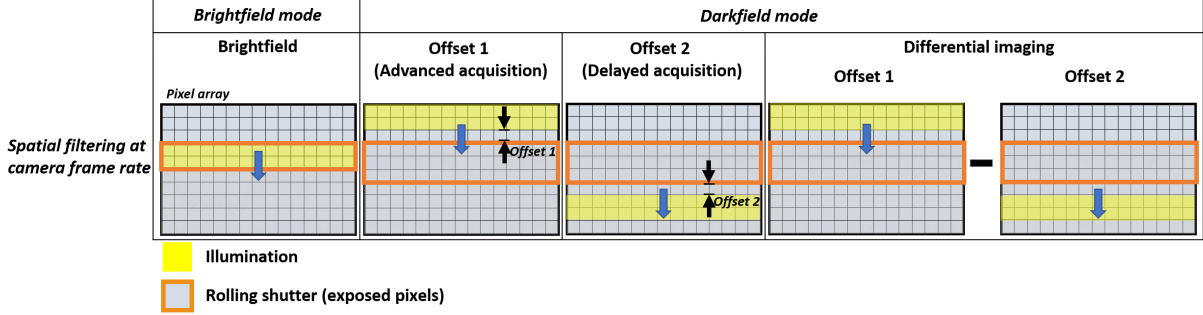 Brightfield mode
Darkfield mode
Brightfield
Offset 1
(Advanced acquisition)
Offset 2
(Delayed acquisition)
Differential imaging
Offset 1
Offset 2
Pixel array
Spatial filtering at
camera frame rate
Offset 1
Offset 2
Illumination
Rolling shutter (exposed pixels)